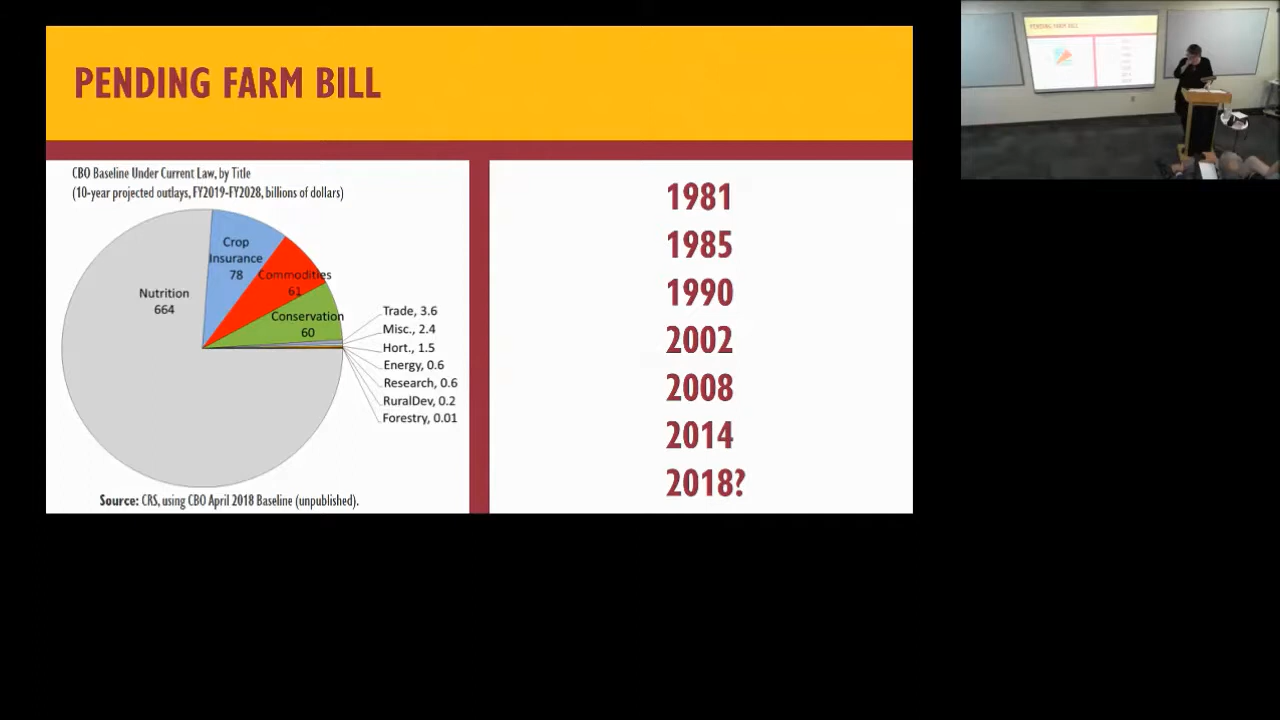 PENDING FARM BILL
CBO Baseline Under Current Law, by Title
(10-year projected outlays, FY2019-FY2028, billions of dollars)
Crop
Insurance
78
Commodities
61
Nutrition
664
Conservation
60
Trade, 3.6
Misc., 2.4
Hort., 1.5
Energy, 0.6
Research, 0.6
RuralDev, 0.2
Forestry, 0.01
Source: CRS, using CBO April 2018 Baseline (unpublished).
1981
1985
1990
2002
2008
2014
2018?
PENDING FARM BILL